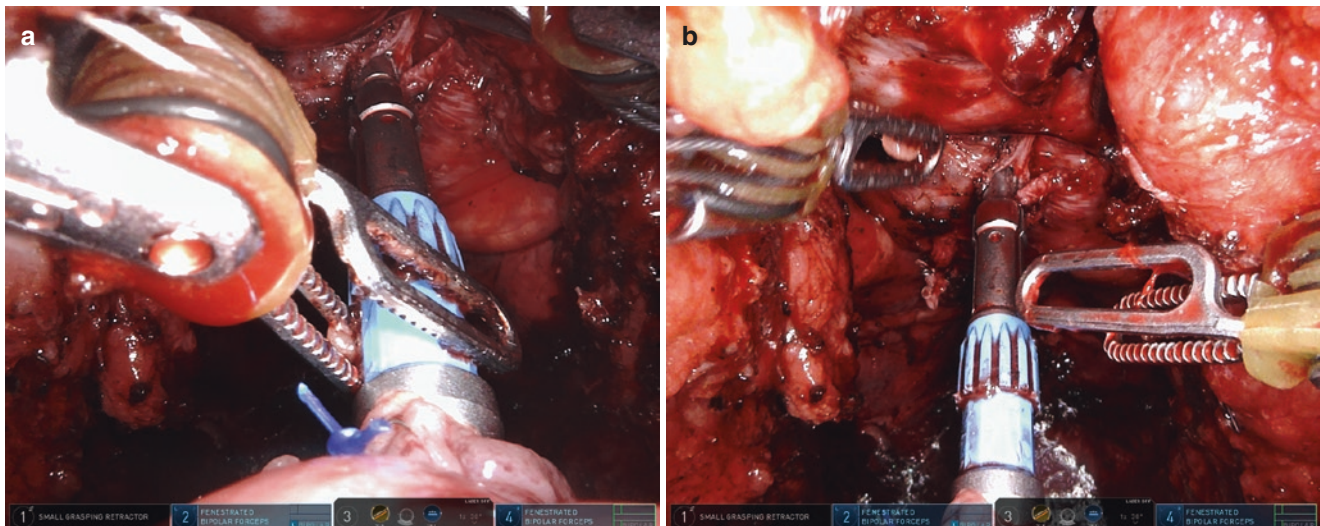 a
b
1 SMALL GRASPING RETRACTOR
2 FENESTRATED
BIPOLAR FORCEPS
3
4 FENESTRATED
BIPOLAR FORCEPS
1 SMALL GRASPING RETRACTOR
2 FENESTRATED
BIPOLAR FORCEPS
3
4 FENESTRATED
BIPOLAR FORCEPS